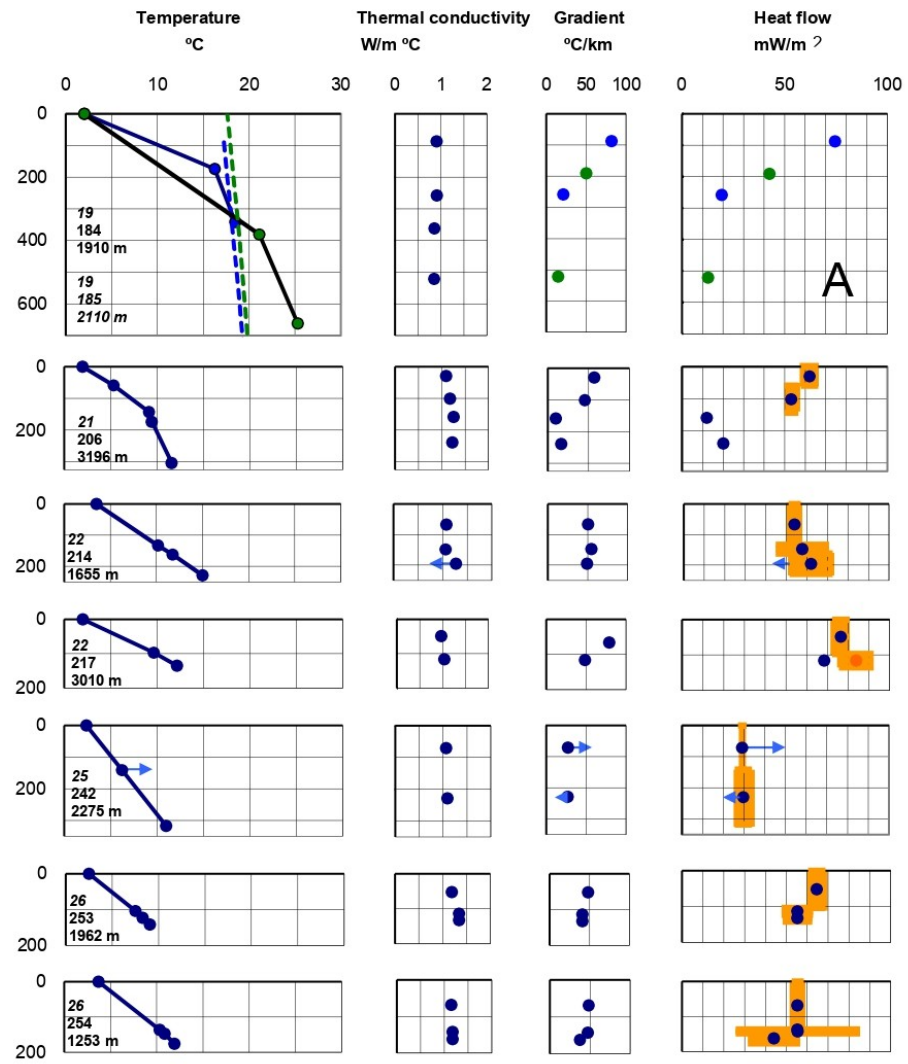 Temperature
Thermal conductivity
Gradient
Heat flow
ºC
W/m ºC
ºC/km
mW/m 2
0 10 20 30
0 1 2
0 50 100
0 50 100
0
200
400
600
19
184
1910 m
19
185
2110 m
A
0
200
21
206
3196 m
0
200
22
214
1655 m
0
200
22
217
3010 m
0
200
25
242
2275 m
0
200
26
253
1962 m
0
200
26
254
1253 m